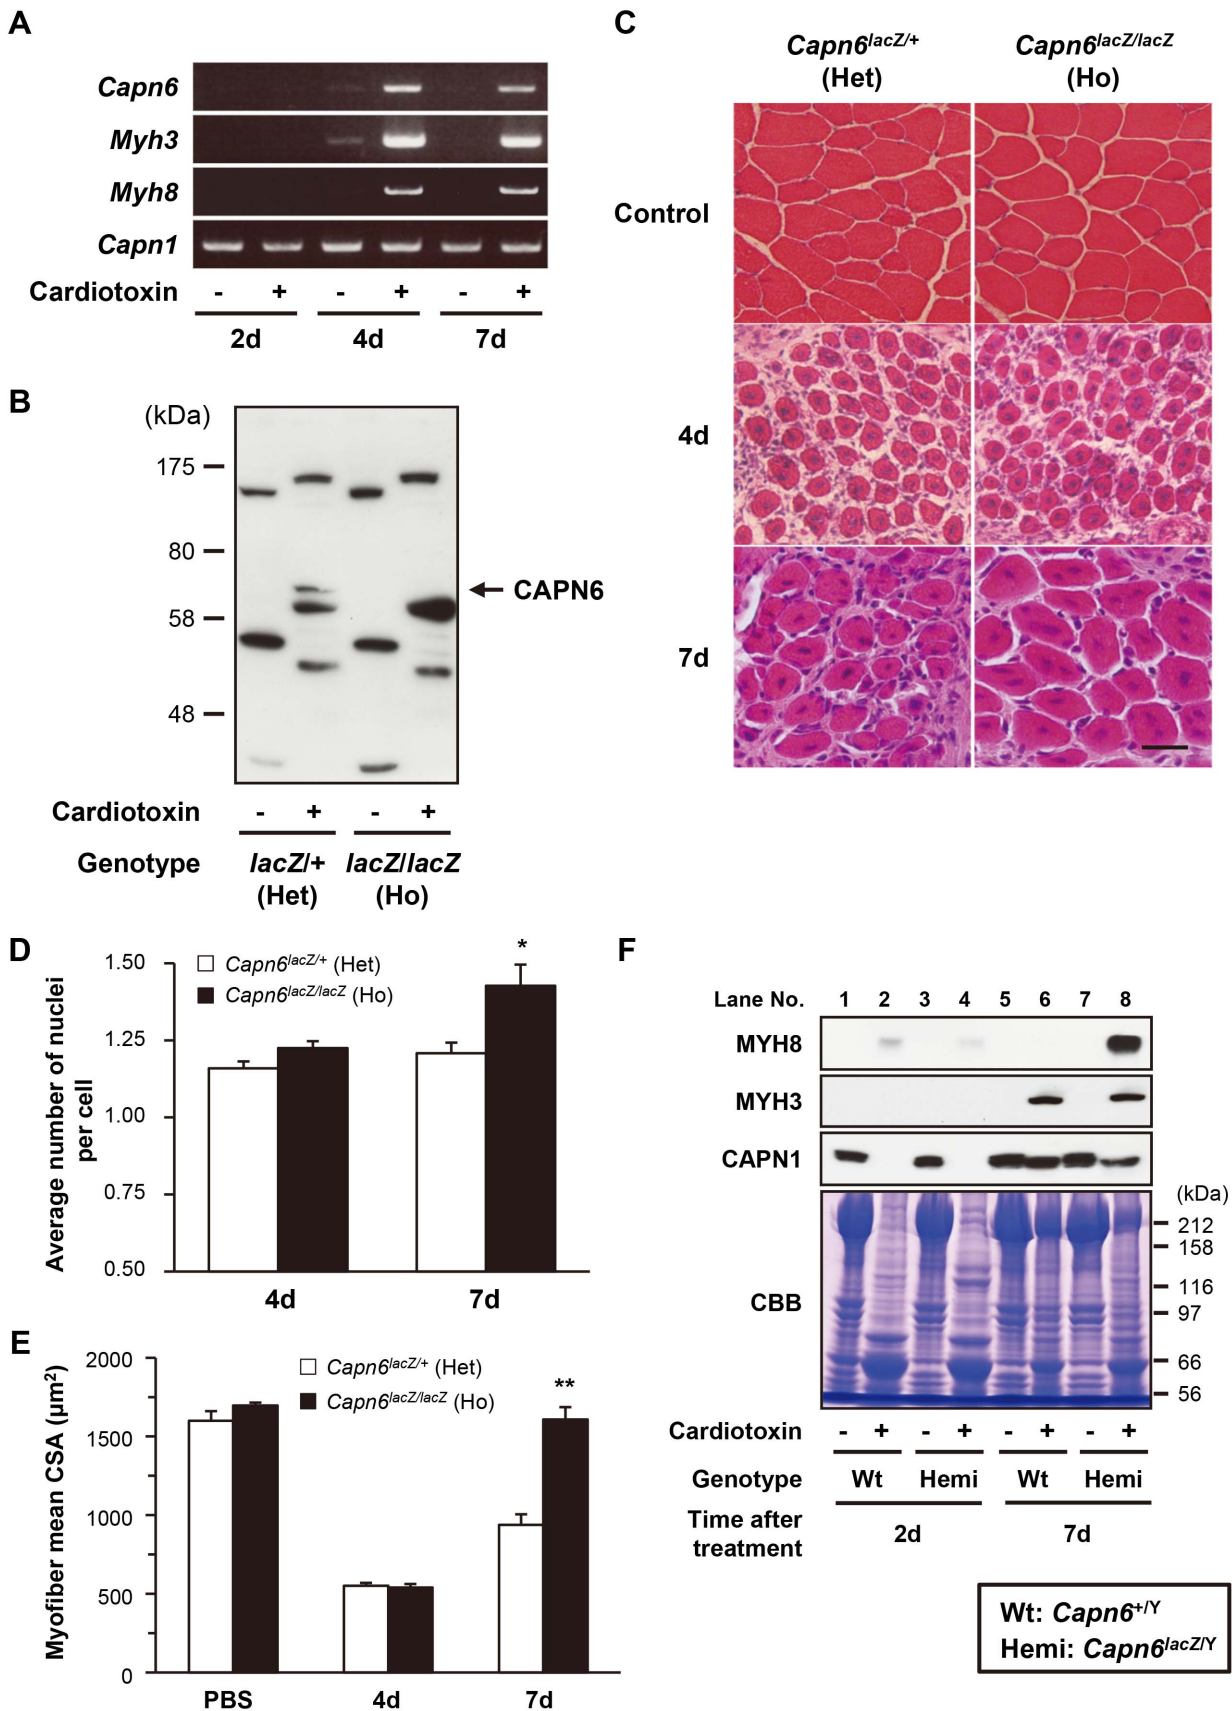 A
Capn6
Myh3
Myh8
Capn1
Cardiotoxin - + - + - +
2d 4d 7d
B
(kDa)
175
80
58
48
CAPN6
Cardiotoxin - + - +
Genotype lacZ/+ lacZ/lacZ
(Het) (Ho)
C
Capn6lacZ/+ Capn6lacZ/lacZ
(Het) (Ho)
Control
4d
7d
D
Average number of nuclei
per cell
1.50
1.25
1.00
0.75
0.50
Capn6lacZ/+ (Het)
Capn6lacZ/lacZ (Ho)
*
4d 7d
E
Myofiber mean CSA (μm2)
2000
1500
1000
500
0
Capn6lacZ/+ (Het)
Capn6lacZ/lacZ (Ho)
**
PBS 4d 7d
F
Lane No. 1 2 3 4 5 6 7 8
MYH8
MYH3
CAPN1
CBB
(kDa)
212
158
116
97
66
56
Cardiotoxin - + - + - + - +
Genotype Wt Hemi Wt Hemi
Time after
treatment
2d 7d
Wt: Capn6+/Y
Hemi: Capn6lacZ/Y